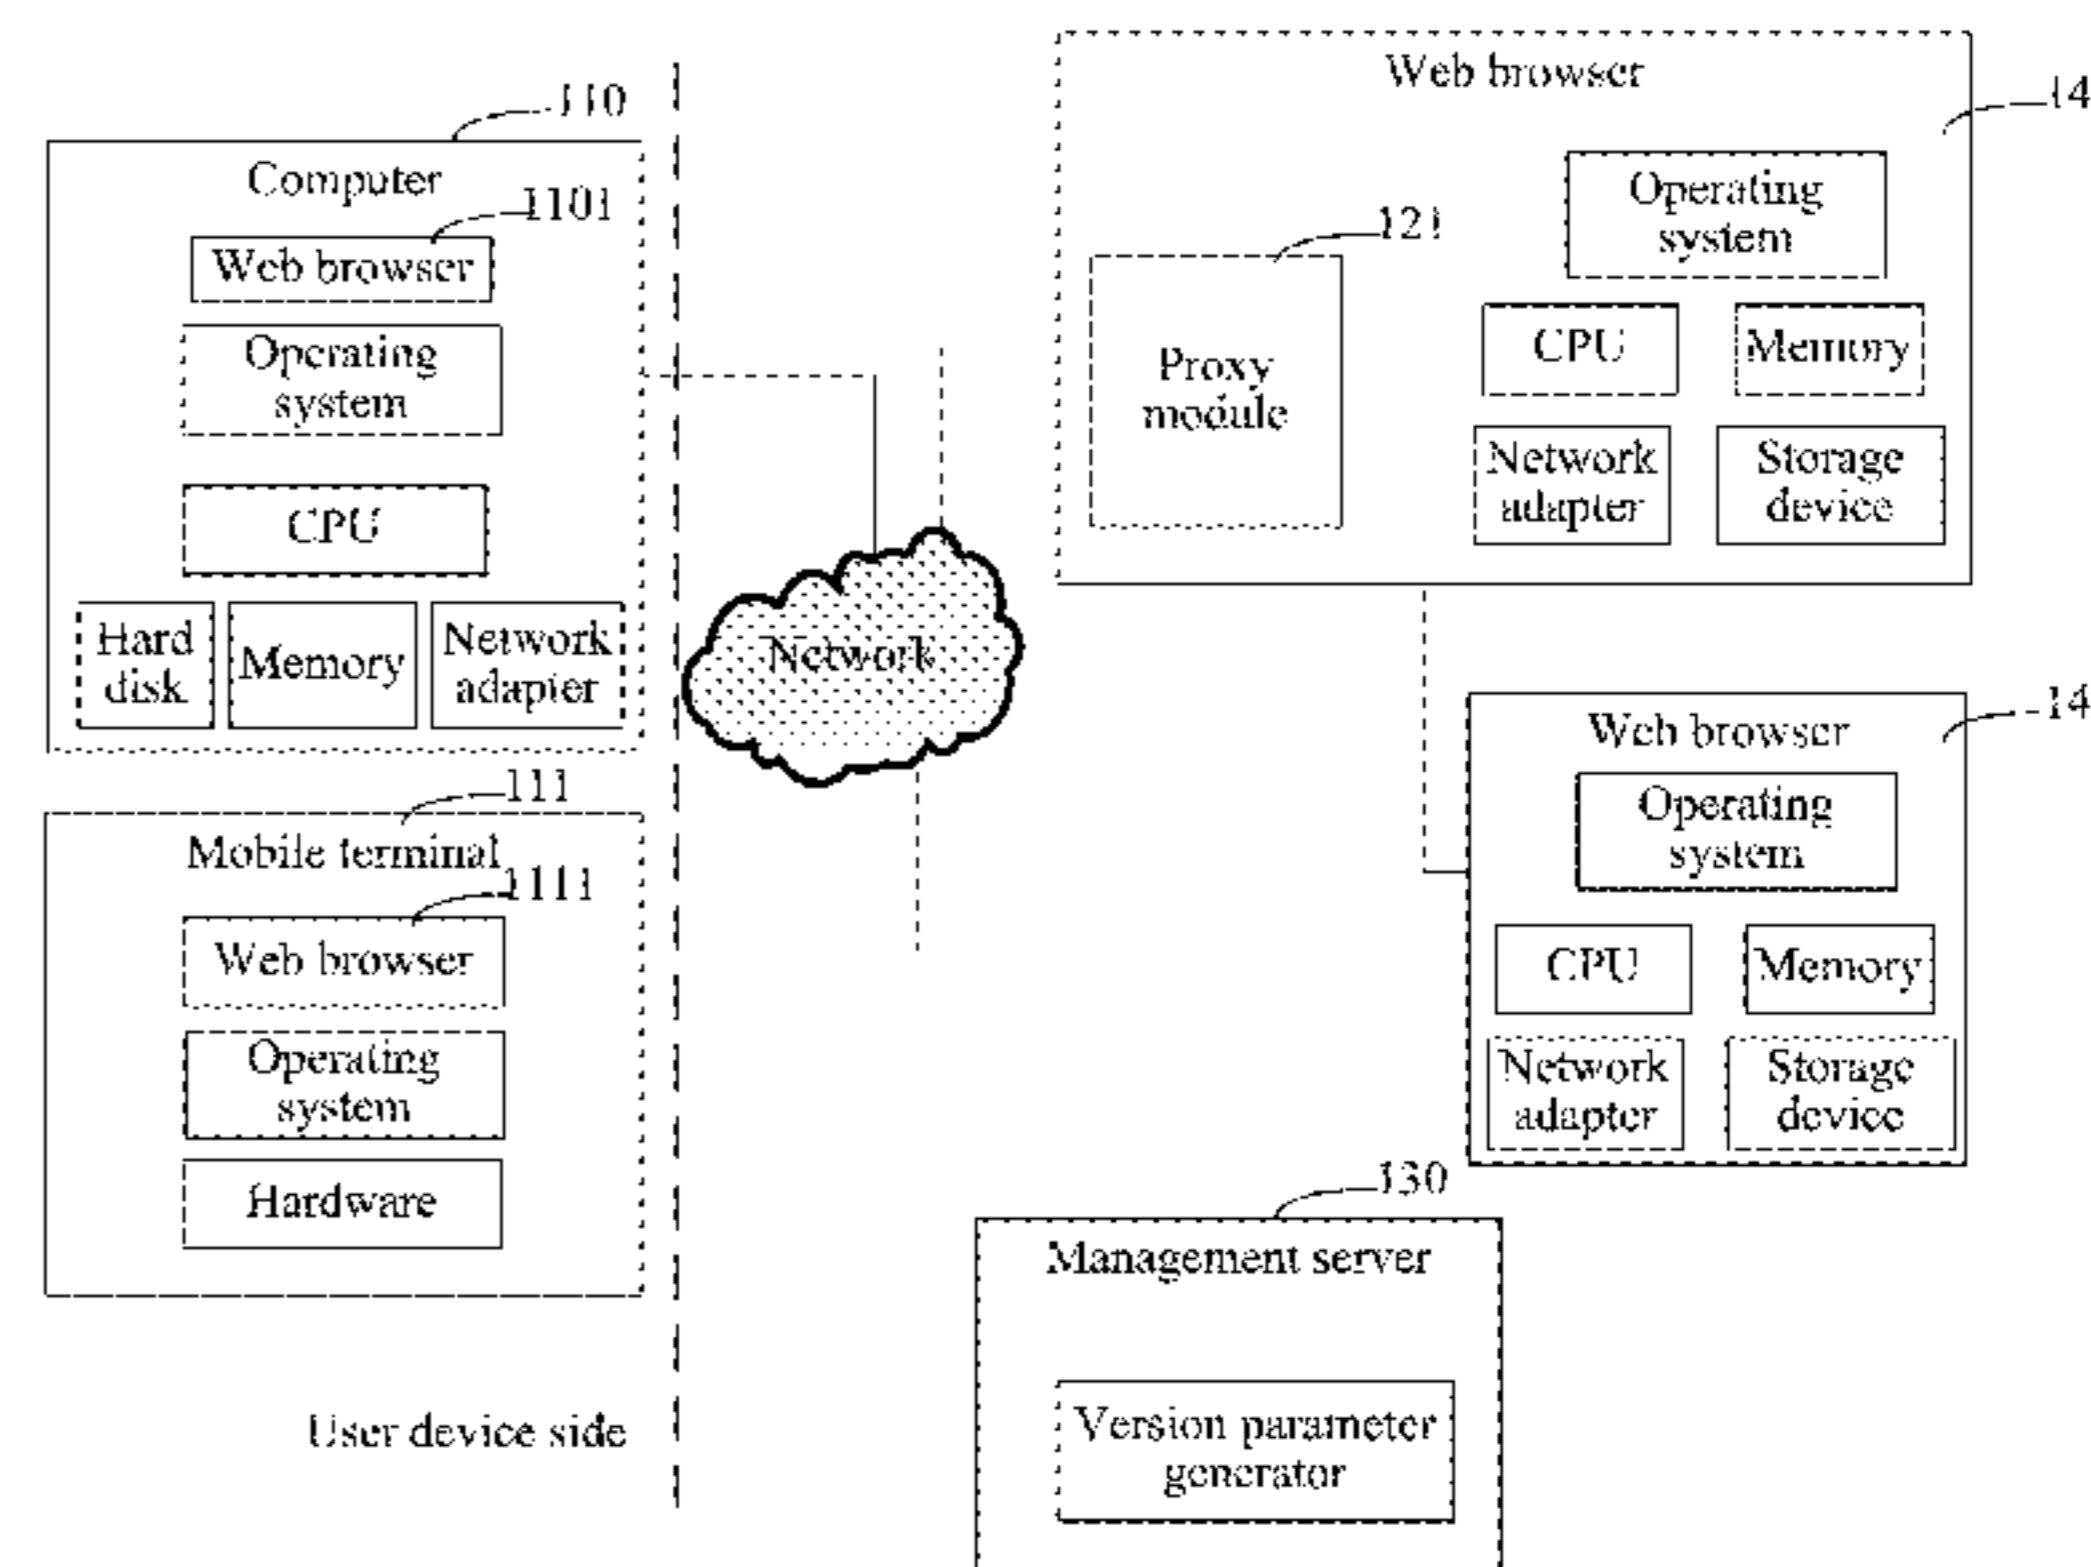 110
Computer
1101
Web browser
Operating
system
CPU
Hard
disk
Memory
Network
adapter
111
Mobile terminal
1111
Web browser
Operating
system
Hardware
User device side
Network
Web browser
14
121
Proxy
module
Operating
system
CPU
Memory
Network
adapter
Storage
device
Web browser
14
Operating
system
CPU
Memory
Network
adapter
Storage
device
130
Management server
Version parameter
generator